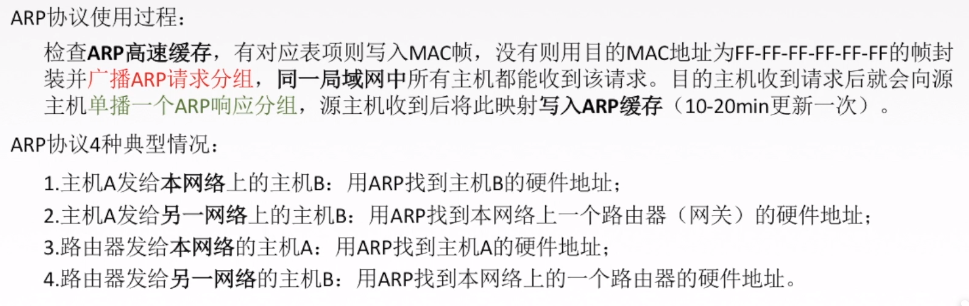 ARP协议使用过程：
检查ARP高速缓存，有对应表项则写入MAC帧，没有则用目的MAC地址为FF-FF-FF-FF-FF-FF的帧封
装并广播ARP请求分组，同一局域网中所有主机都能收到该请求。目的主机收到请求后就会向源
主机单播一个ARP响应分组，源主机收到后将此映射写入ARP缓存（10-20min更新一次）。
ARP协议4种典型情况：
1.主机A发给本网络上的主机B：用ARP找到主机B的硬件地址；
2.主机A发给另一网络上的主机B：用ARP找到本网络上一个路由器（网关）的硬件地址；
3.路由器发给本网络的主机A：用ARP找到主机A的硬件地址；
4.路由器发给另一网络的主机B：用ARP找到本网络上的一个路由器的硬件地址。